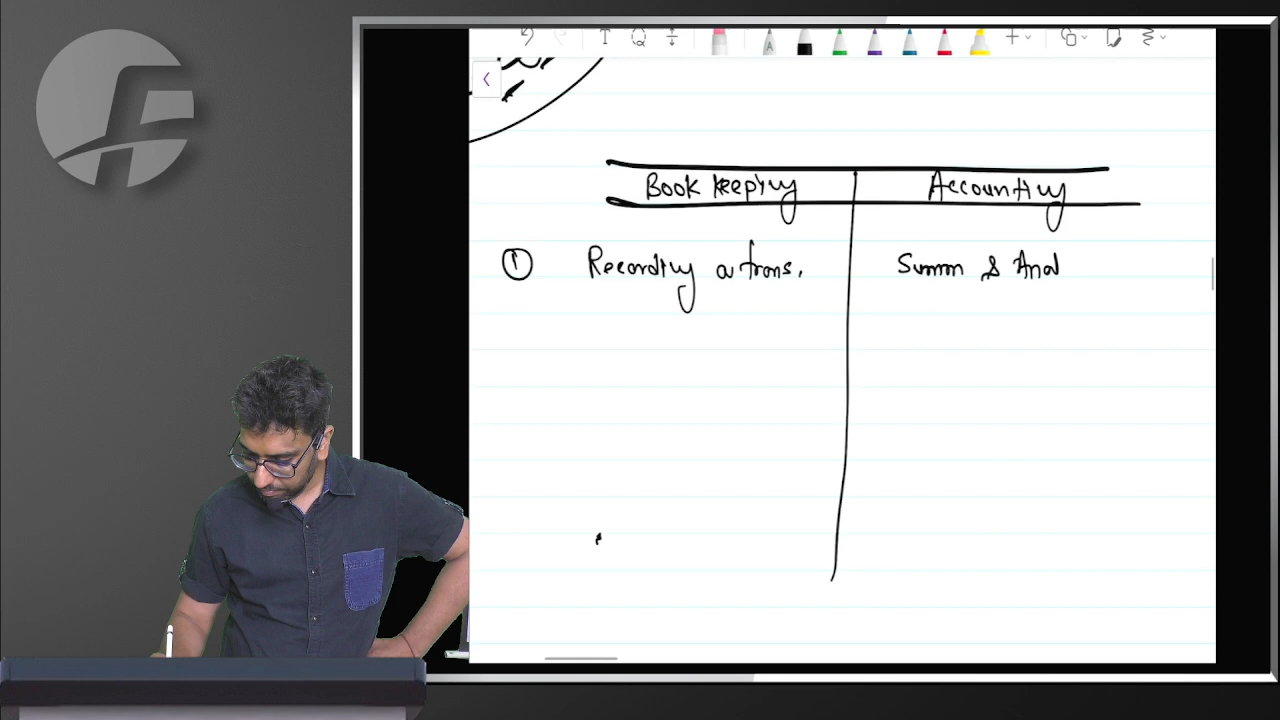 Book keeping Accounting
① Recording a trans. Summ & Anal